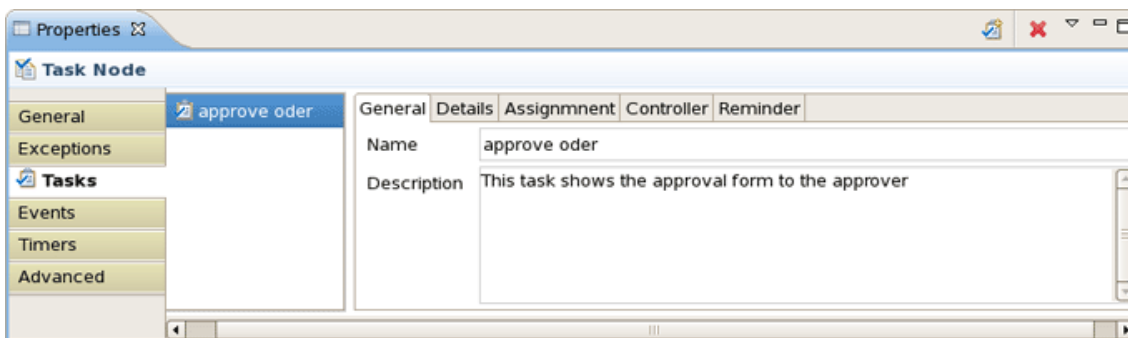 Properties
Task Node
General
Exceptions
Tasks
Events
Timers
Advanced
approve oder
General Details Assignmnent Controller Reminder
Name approve oder
Description This task shows the approval form to the approver